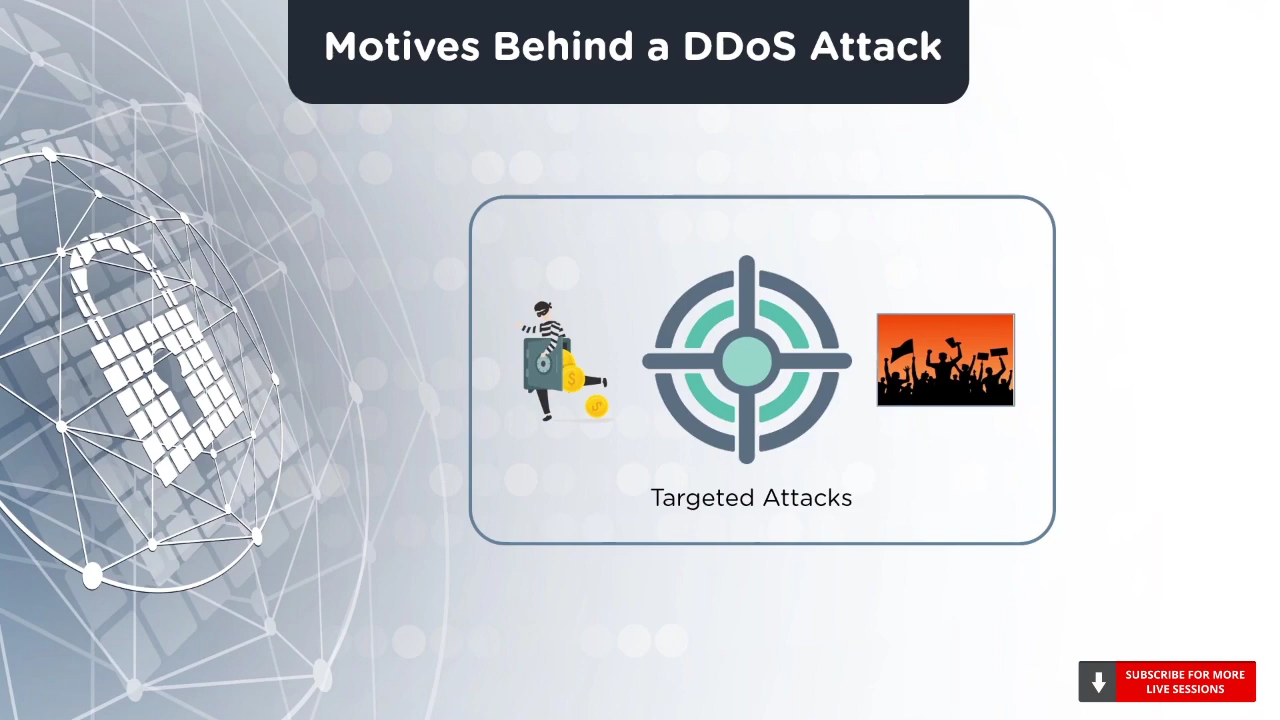 Motives Behind a DDoS Attack
Targeted Attacks
SUBSCRIBE FOR MORE
LIVE SESSIONS